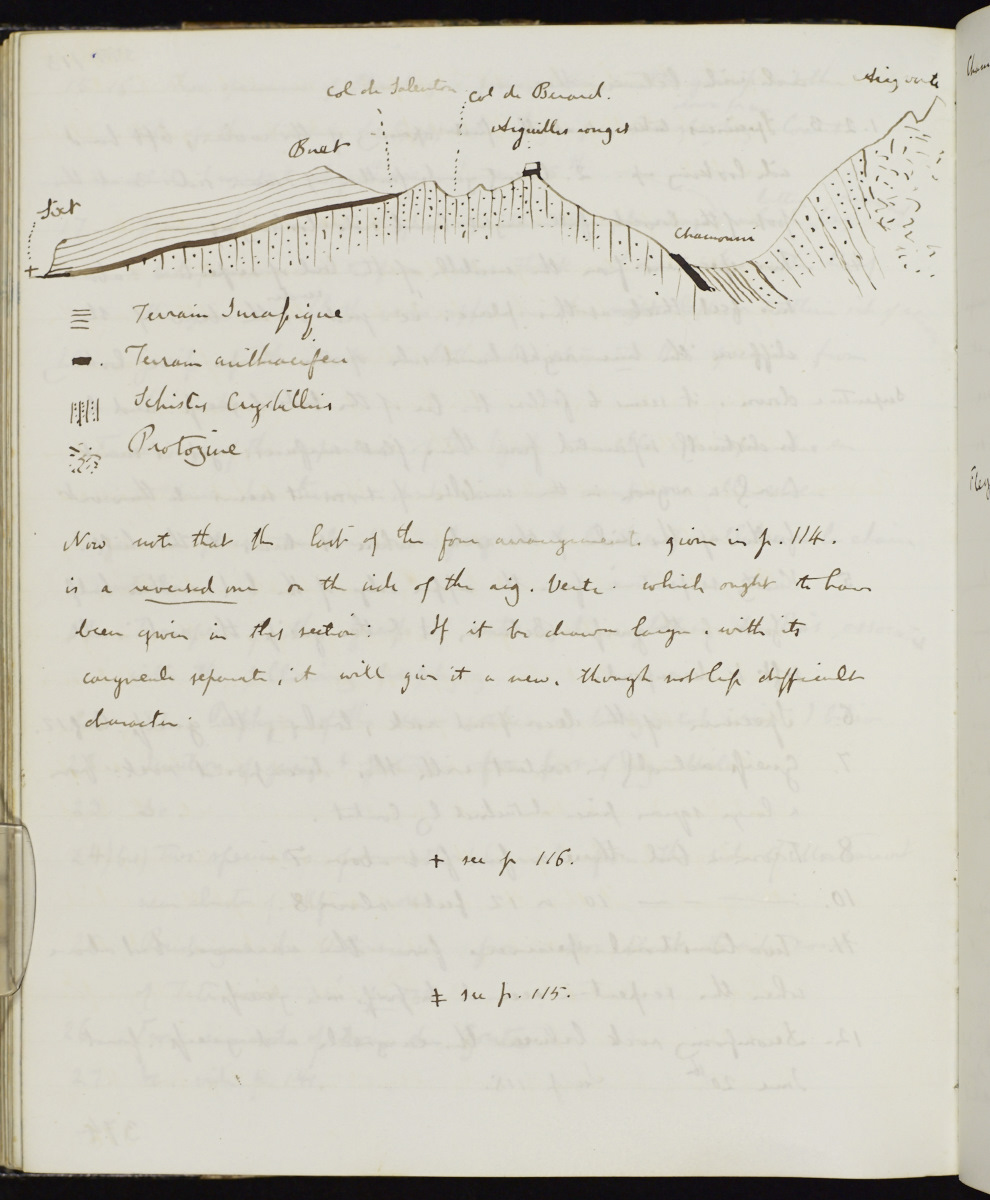 Aig verte
Col de Salenton
Col de Berard.
Aiguilles rouges
Buet
Sixt
Chamouni
+
Terrain Jurassique
Terrain anthracifere
Schistes Crystallins
Protogine
Now note that the last of the four arrangements. given in p. 114.
is a reversed one on the side of the aig. Verte. which ought to have
been given in this section: If it be drawn larger. with its
congruents separate, it will give it a new. though not less difficult
character.
+ see p 116.
‡ see p. 115.